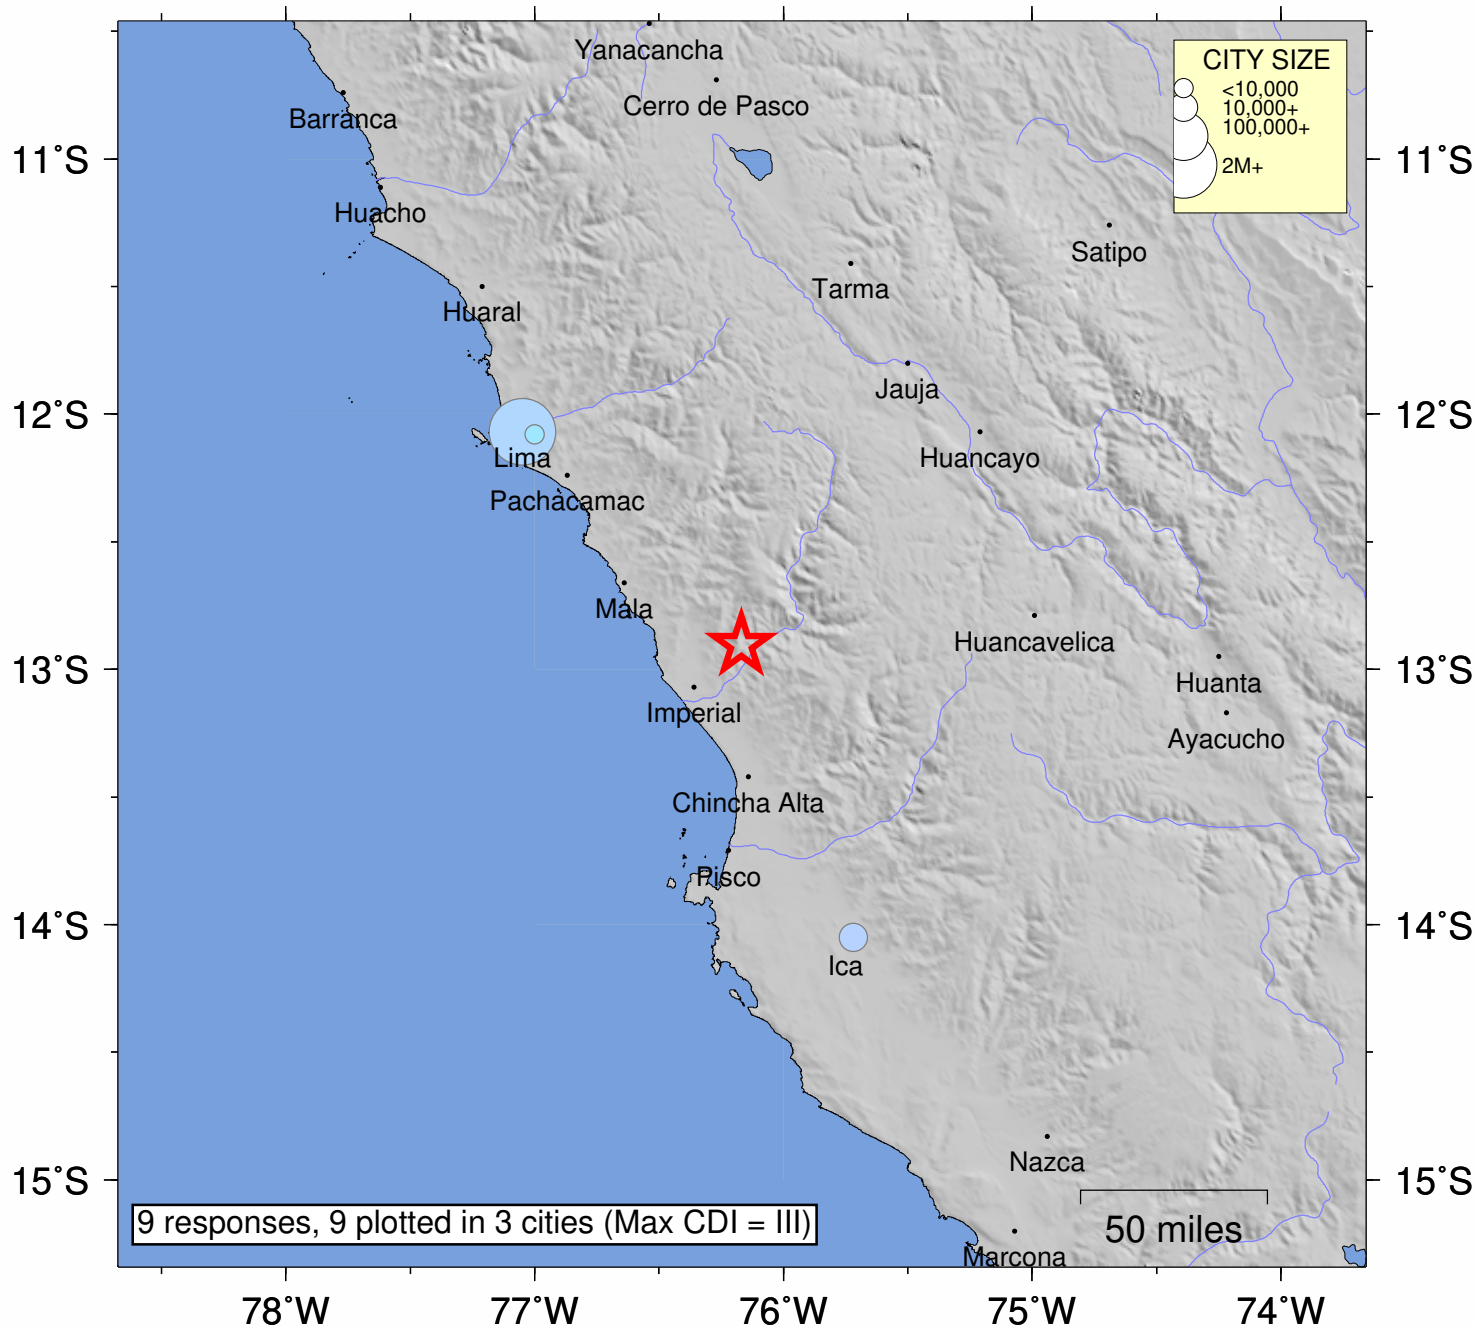 Yanacancha
CITY SIZE
<10,000
10,000+
100,000+
2M+
Cerro de Pasco
Barranca
11°S
11°S
Huacho
Satipo
Tarma
Huaral
Jauja
12°S
12°S
Lima
Huancayo
Pachacamac
Mala
Huancavelica
13°S
13°S
Huanta
Imperial
Ayacucho
Chincha Alta
Pisco
14°S
14°S
Ica
Nazca
15°S
15°S
9 responses, 9 plotted in 3 cities (Max CDI = III)
50 miles
Marcona
78°W
77°W
76°W
75°W
74°W